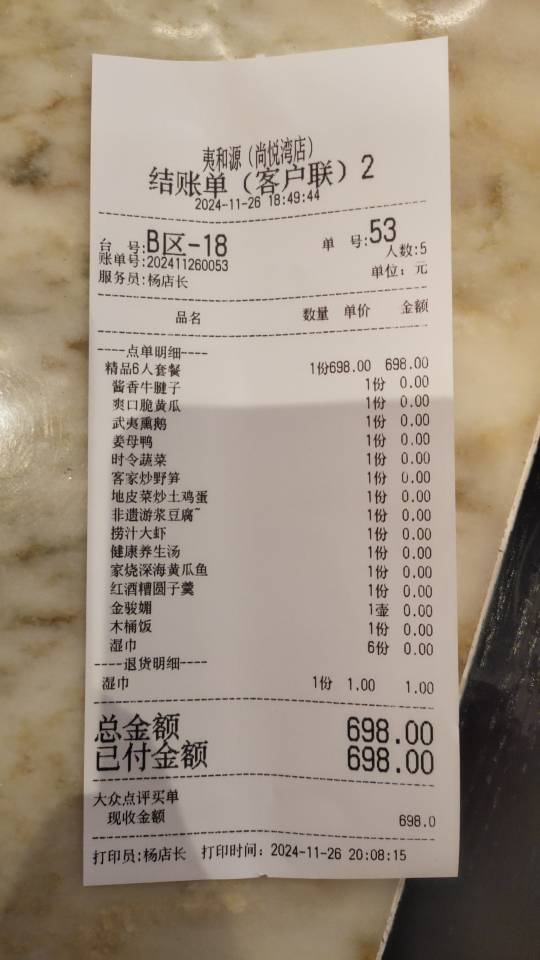 夷和源(尚悦湾店)
结账单(客户联)2
2024-11-26 18:49:44
台 号:B区-18 单 号:53
账单号:202411260053 人数:5
服务员:杨店长 单位: 元
品名 数量 单价 金额
----点单明细----
精品6人套餐 1份698.00 698.00
酱香牛腱子 1份 0.00
爽口脆黄瓜 1份 0.00
武夷熏鹅 1份 0.00
姜母鸭 1份 0.00
时令蔬菜 1份 0.00
客家炒野笋 1份 0.00
地皮菜炒土鸡蛋 1份 0.00
非遗游浆豆腐~ 1份 0.00
捞汁大虾 1份 0.00
健康养生汤 1份 0.00
家烧深海黄瓜鱼 1份 0.00
红酒糟圆子羹 1份 0.00
金骏媚 1壶 0.00
木桶饭 1份 0.00
湿巾 6份 0.00
----退货明细----
湿巾 1份 1.00 1.00
总金额 698.00
已付金额 698.00
大众点评买单
现收金额 698.0
打印员:杨店长 打印时间: 2024-11-26 20:08:15